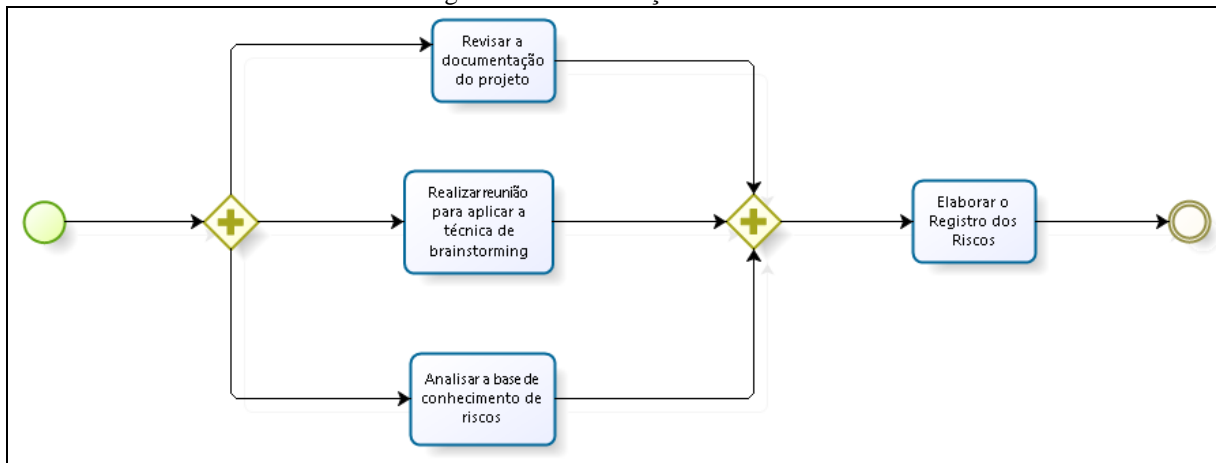 Revisar a
documentação
do projeto
Realizar reunião
para aplicar a
técnica de
brainstorming
Analisar a base de
conhecimento de
riscos
Elaborar o
Registro dos
Riscos